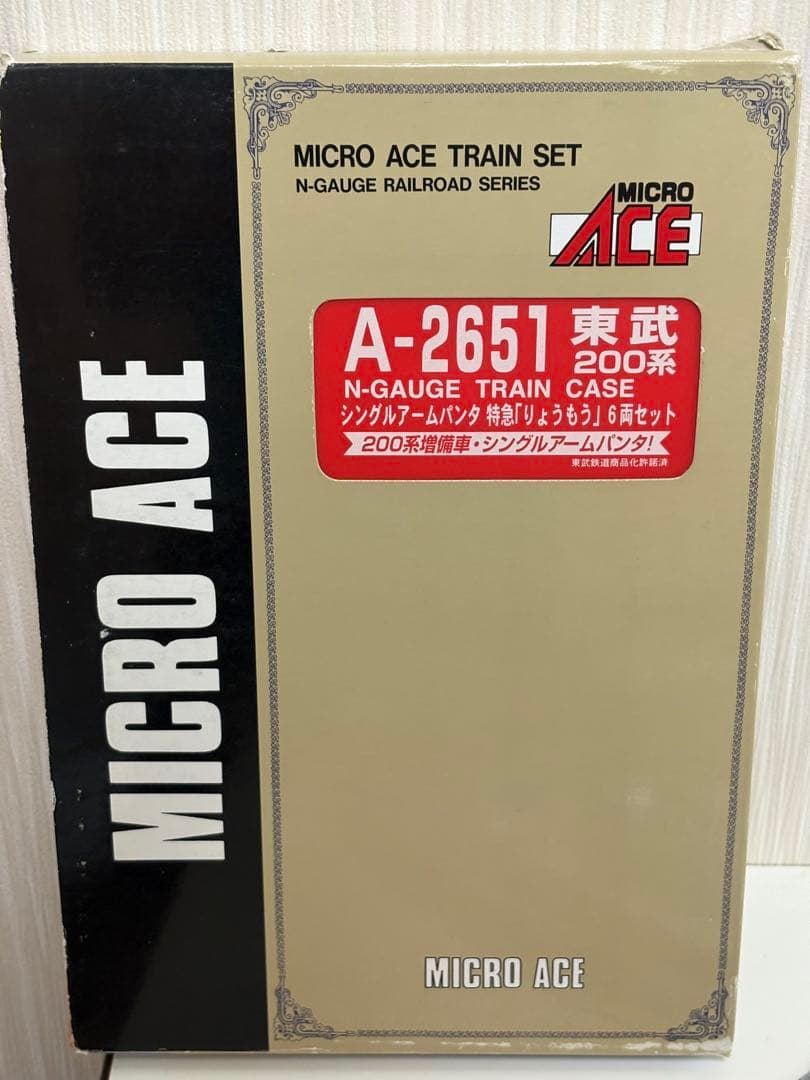 MICRO ACE TRAIN SET
N-GAUGE RAILROAD SERIES
MICRO
ACE
A-2651 東武
200系
N-GAUGE TRAIN CASE
シングルアームパンタ 特急「りょうもう」6両セット
200系増備車・シングルアームパンタ!
東武鉄道商品化許諾済
MICRO ACE
MICRO ACE